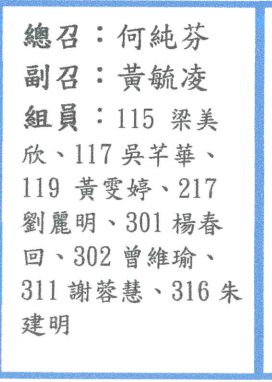 總召：何純芬
副召：黃毓凌
組員：115 梁美
欣、117 吳芊華、
119 黃雯婷、217
劉麗明、301 楊春
回、302 曾維瑜、
311 謝蓉慧、316 朱
建明